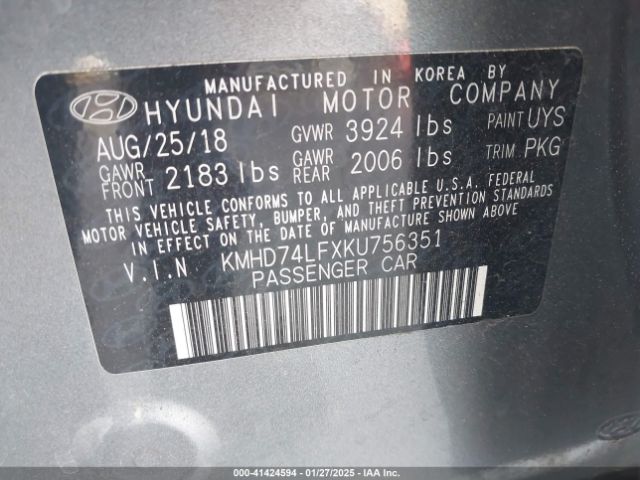 MANUFACTURED IN KOREA BY
HYUNDAI MOTOR COMPANY
AUG/25/18 GVWR 3924 lbs PAINT UYS
GAWR FRONT 2183 lbs GAWR REAR 2006 lbs TRIM PKG
THIS VEHICLE CONFORMS TO ALL APPLICABLE U.S.A. FEDERAL
MOTOR VEHICLE SAFETY, BUMPER, AND THEFT PREVENTION STANDARDS
IN EFFECT ON THE DATE OF MANUFACTURE SHOWN ABOVE.
V.I.N KMHD74LFXKU756351
PASSENGER CAR
000-41424594 - 01/27/2025 - IAA Inc.